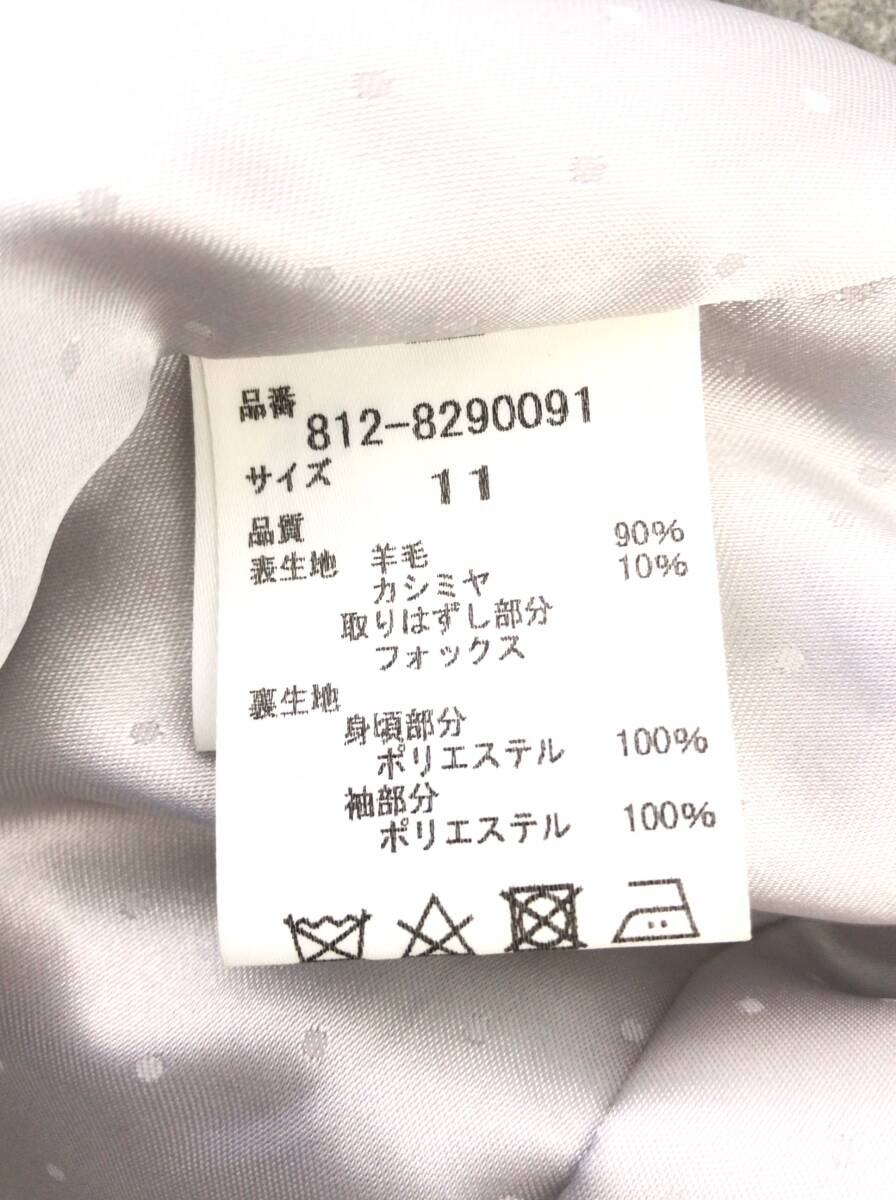 品番
812-8290091
サイズ 11
品質
表生地 羊毛 90%
カシミヤ 10%
取りはずし部分
フォックス
裏生地
身頃部分
ポリエステル 100%
袖部分
ポリエステル 100%